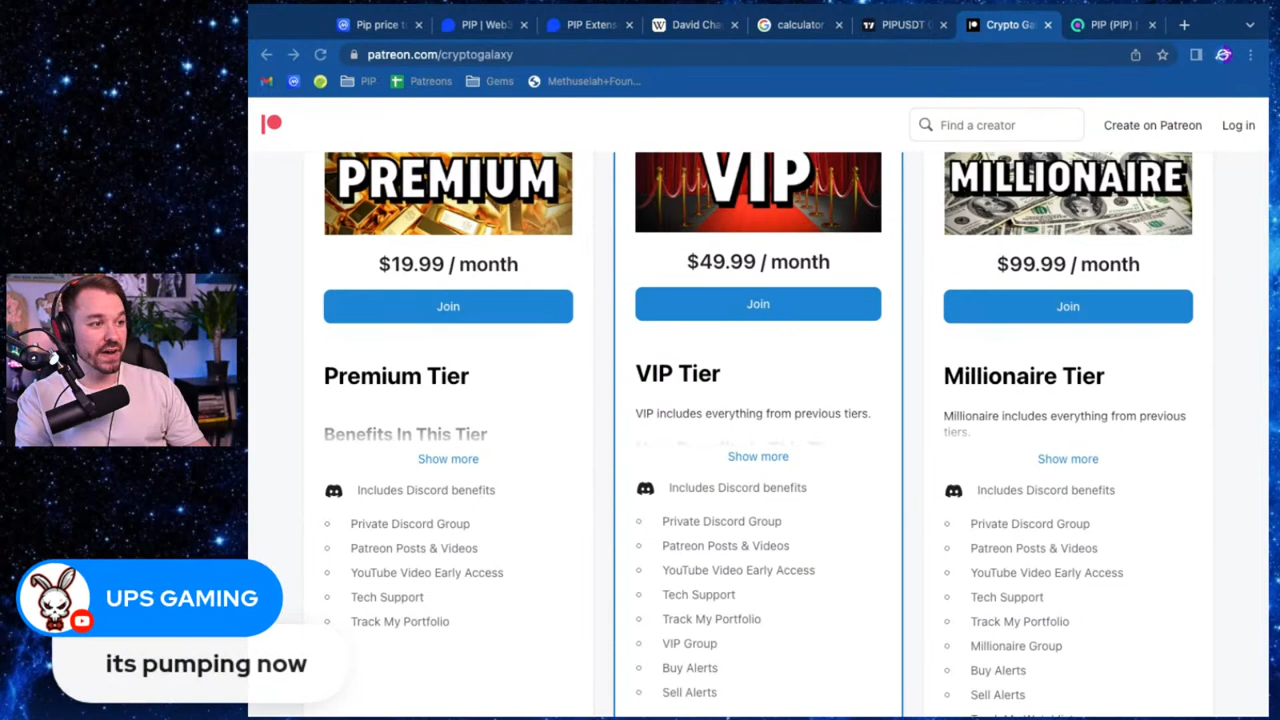 Pip price t
PIP | Web3
PIP Extens
David Cha
calculator
PIPUSDT
Crypto Ga
PIP (PIP) |
patreon.com/cryptogalaxy
PIP
Patreons
Gems
Methuselah+Foun...
Find a creator
Create on Patreon
Log in
PREMIUM
$19.99 / month
Join
Premium Tier
Benefits In This Tier
Show more
Includes Discord benefits
Private Discord Group
Patreon Posts & Videos
YouTube Video Early Access
Tech Support
Track My Portfolio
VIP
$49.99 / month
Join
VIP Tier
VIP includes everything from previous tiers.
Show more
Includes Discord benefits
Private Discord Group
Patreon Posts & Videos
YouTube Video Early Access
Tech Support
Track My Portfolio
VIP Group
Buy Alerts
Sell Alerts
MILLIONAIRE
$99.99 / month
Join
Millionaire Tier
Millionaire includes everything from previous
tiers.
Show more
Includes Discord benefits
Private Discord Group
Patreon Posts & Videos
YouTube Video Early Access
Tech Support
Track My Portfolio
Millionaire Group
Buy Alerts
Sell Alerts
UPS GAMING
its pumping now